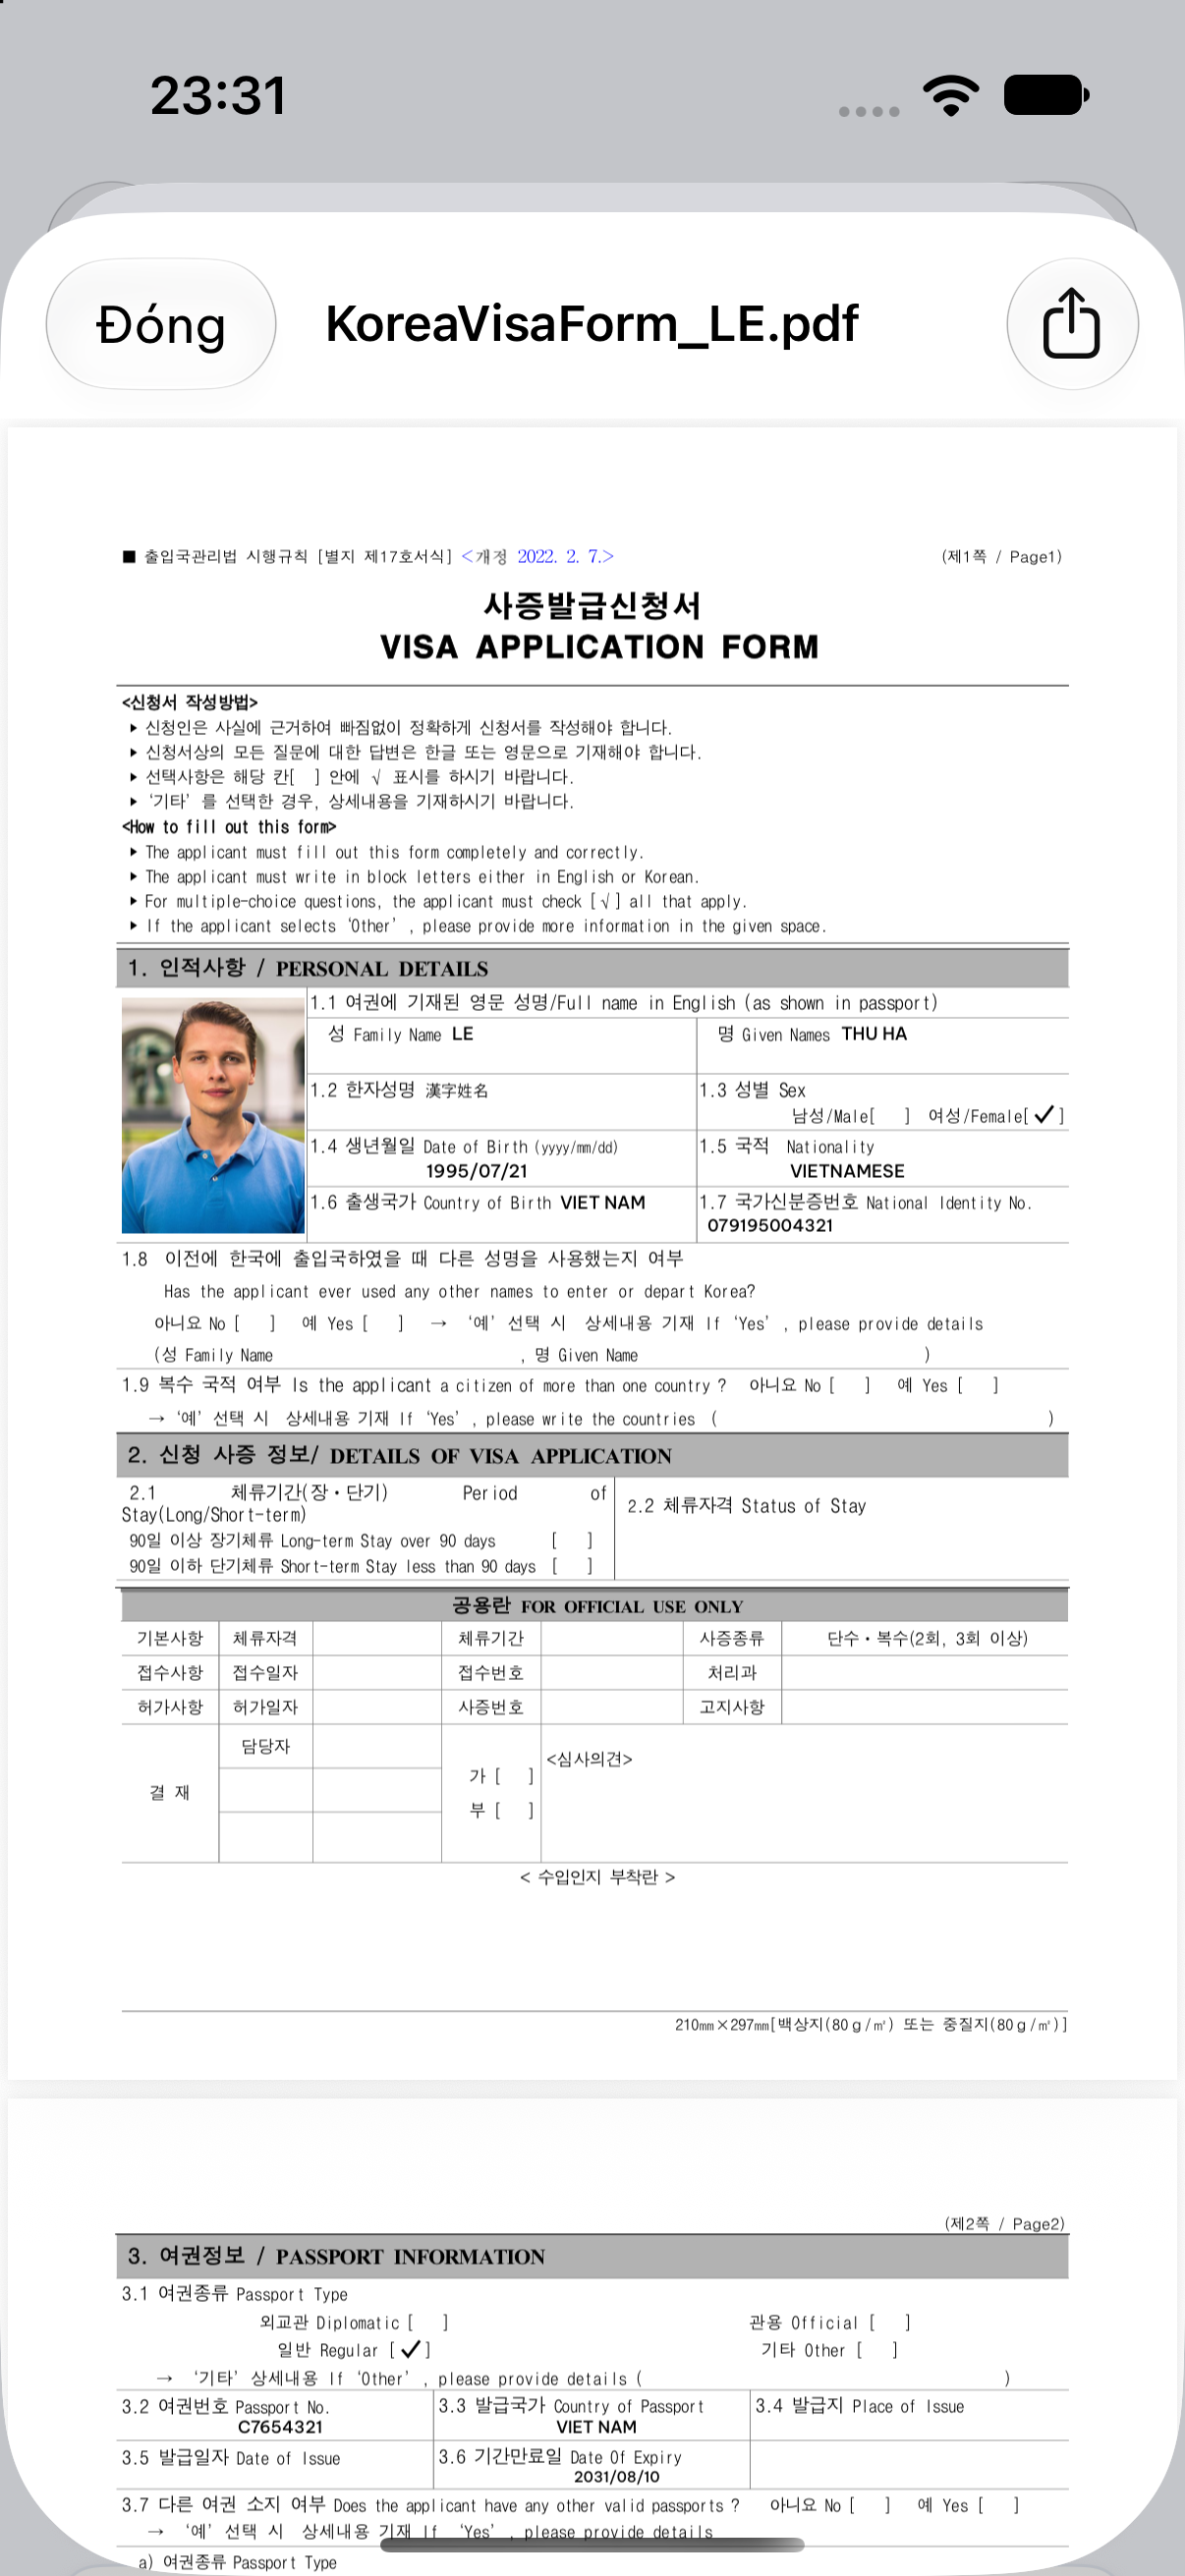 23:31
Đóng
KoreaVisaForm_LE.pdf
■ 출입국관리법 시행규칙 [별지 제17호서식] <개정 2022. 2. 7.>
(제1쪽 / Page1)
사증발급신청서
VISA APPLICATION FORM
<신청서 작성방법>
▶ 신청인은 사실에 근거하여 빠짐없이 정확하게 신청서를 작성해야 합니다.
▶ 신청서상의 모든 질문에 대한 답변은 한글 또는 영문으로 기재해야 합니다.
▶ 선택사항은 해당 칸[ ] 안에 √ 표시를 하시기 바랍니다.
▶ ‘기타’를 선택한 경우, 상세내용을 기재하시기 바랍니다.
<How to fill out this form>
▶ The applicant must fill out this form completely and correctly.
▶ The applicant must write in block letters either in English or Korean.
▶ For multiple-choice questions, the applicant must check [√] all that apply.
▶ If the applicant selects ‘Other’, please provide more information in the given space.
1. 인적사항 / PERSONAL DETAILS
1.1 여권에 기재된 영문 성명/Full name in English (as shown in passport)
성 Family Name LE
명 Given Names THU HA
1.2 한자성명 漢字姓名
1.3 성별 Sex
남성/Male[ ] 여성/Female[✓]
1.4 생년월일 Date of Birth (yyyy/mm/dd)
1995/07/21
1.5 국적 Nationality
VIETNAMESE
1.6 출생국가 Country of Birth VIET NAM
1.7 국가신분증번호 National Identity No.
079195004321
1.8 이전에 한국에 출입국하였을 때 다른 성명을 사용했는지 여부
Has the applicant ever used any other names to enter or depart Korea?
아니요 No [ ] 예 Yes [ ] → ‘예’ 선택 시 상세내용 기재 If ‘Yes’, please provide details
(성 Family Name , 명 Given Name )
1.9 복수 국적 여부 Is the applicant a citizen of more than one country ? 아니요 No [ ] 예 Yes [ ]
→ ‘예’ 선택 시 상세내용 기재 If ‘Yes’, please write the countries ( )
2. 신청 사증 정보/ DETAILS OF VISA APPLICATION
2.1 체류기간(장·단기) Period of
Stay(Long/Short-term)
90일 이상 장기체류 Long-term Stay over 90 days [ ]
90일 이하 단기체류 Short-term Stay less than 90 days [ ]
2.2 체류자격 Status of Stay
공용란 FOR OFFICIAL USE ONLY
기본사항 체류자격 체류기간 사증종류 단수·복수(2회, 3회 이상)
접수사항 접수일자 접수번호 처리과
허가사항 허가일자 사증번호 고지사항
결 재
담당자
가 [ ]
부 [ ]
<심사의견>
< 수입인지 부착란 >
210㎜×297㎜[백상지(80ｇ/㎡) 또는 중질지(80ｇ/㎡)]
(제2쪽 / Page2)
3. 여권정보 / PASSPORT INFORMATION
3.1 여권종류 Passport Type
외교관 Diplomatic [ ] 관용 Official [ ]
일반 Regular [✓] 기타 Other [ ]
→ ‘기타’ 상세내용 If ‘Other’, please provide details ( )
3.2 여권번호 Passport No.
C7654321
3.3 발급국가 Country of Passport
VIET NAM
3.4 발급지 Place of Issue
3.5 발급일자 Date of Issue
3.6 기간만료일 Date Of Expiry
2031/08/10
3.7 다른 여권 소지 여부 Does the applicant have any other valid passports ? 아니요 No [ ] 예 Yes [ ]
→ ‘예’ 선택 시 상세내용 기재 If ‘Yes’, please provide details
a) 여권종류 Passport Type